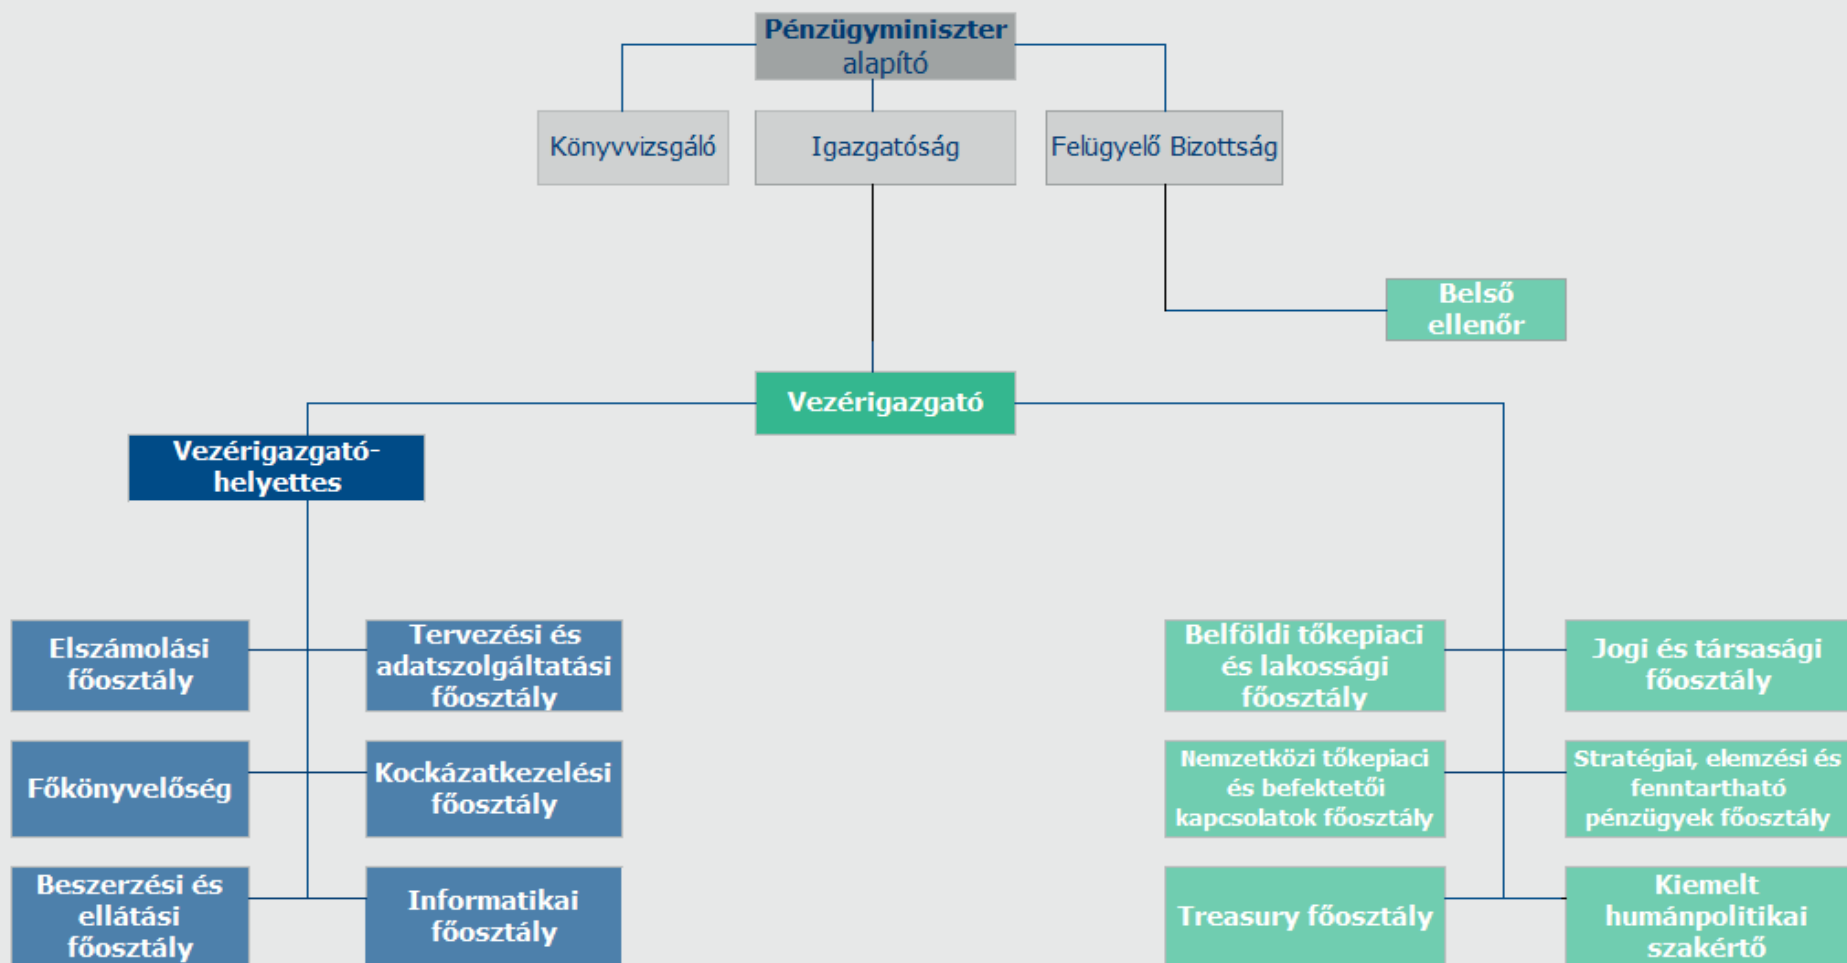 Pénzügyminiszter
alapító
Könyvvizsgáló
Igazgatóság
Felügyelő Bizottság
Belső
ellenőr
Vezérigazgató
Vezérigazgató-
helyettes
Elszámolási
főosztály
Tervezési és
adatszolgáltatási
főosztály
Belföldi tőkepiaci
és lakossági
főosztály
Jogi és társasági
főosztály
Főkönyvelőség
Kockázatkezelési
főosztály
Nemzetközi tőkepiaci
és befektetői
kapcsolatok főosztály
Stratégiai, elemzési és
fenntartható
pénzügyek főosztály
Beszerzési és
ellátási
főosztály
Informatikai
főosztály
Treasury főosztály
Kiemelt
humánpolitikai
szakértő